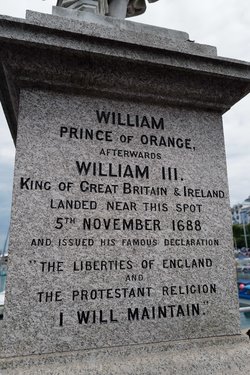 WILLIAM
PRINCE OF ORANGE,
AFTERWARDS
WILLIAM III.
KING OF GREAT BRITAIN & IRELAND
LANDED NEAR THIS SPOT
5TH NOVEMBER 1688
AND ISSUED HIS FAMOUS DECLARATION
"THE LIBERTIES OF ENGLAND
AND
THE PROTESTANT RELIGION
I WILL MAINTAIN."